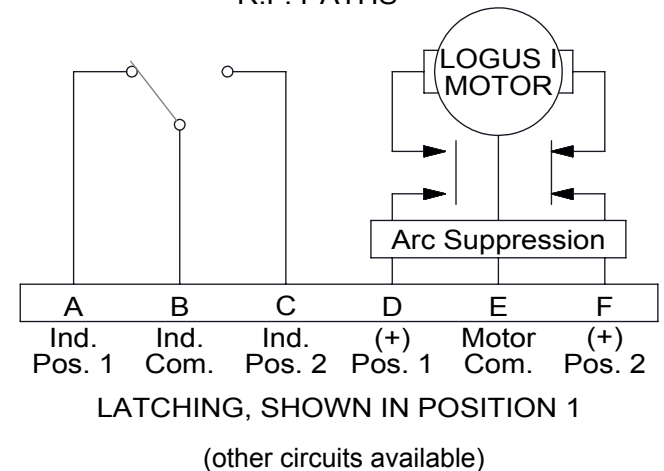 LOGUS I
MOTOR
Arc Suppression
A B C D E F
Ind. Ind. Ind. (+) Motor (+)
Pos. 1 Com. Pos. 2 Pos. 1 Com. Pos. 2
LATCHING, SHOWN IN POSITION 1
(other circuits available)